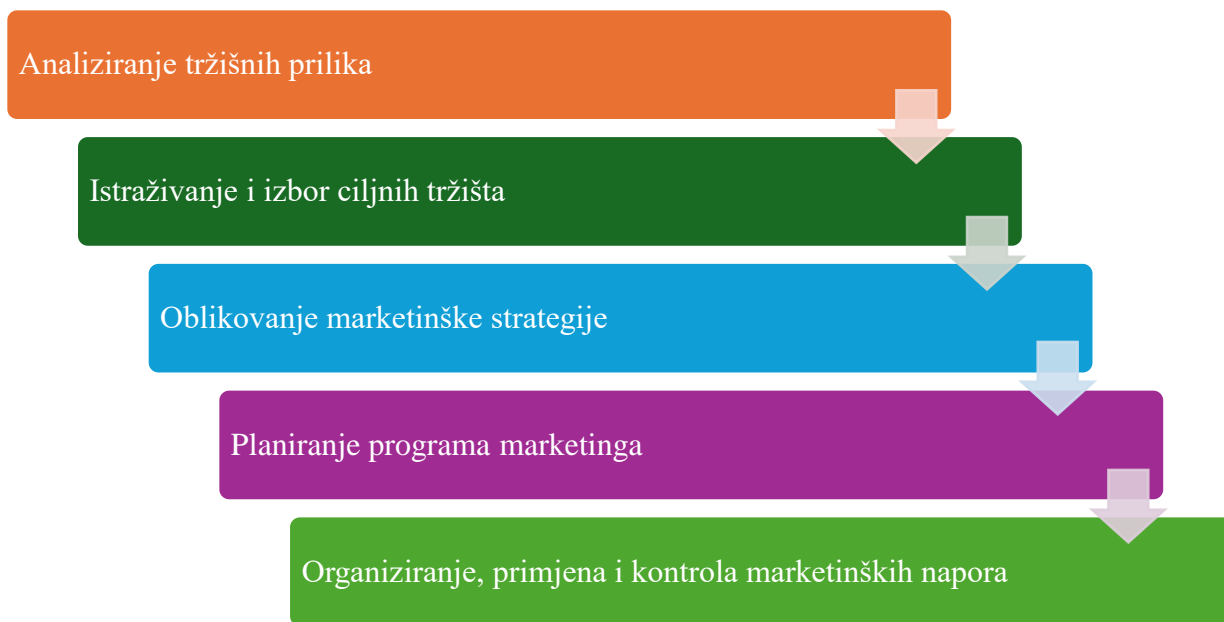 Analiziranje tržišnih prilika
Istraživanje i izbor ciljnih tržišta
Oblikovanje marketinške strategije
Planiranje programa marketinga
Organiziranje, primjena i kontrola marketinških napora